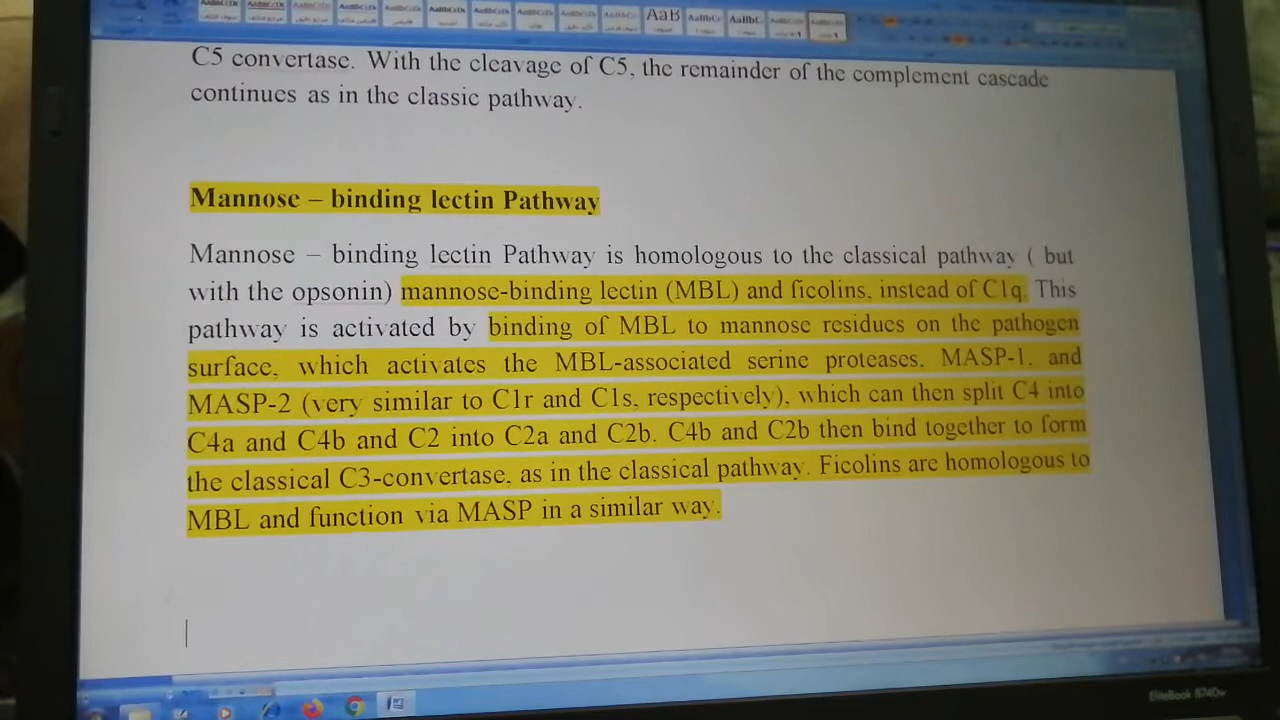 AaB AaBbC AaBbC
C5 convertase. With the cleavage of C5, the remainder of the complement cascade
continues as in the classic pathway.
Mannose – binding lectin Pathway
Mannose – binding lectin Pathway is homologous to the classical pathway ( but
with the opsonin) mannose-binding lectin (MBL) and ficolins, instead of C1q. This
pathway is activated by binding of MBL to mannose residues on the pathogen
surface, which activates the MBL-associated serine proteases, MASP-1, and
MASP-2 (very similar to C1r and C1s, respectively), which can then split C4 into
C4a and C4b and C2 into C2a and C2b. C4b and C2b then bind together to form
the classical C3-convertase, as in the classical pathway. Ficolins are homologous to
MBL and function via MASP in a similar way.
EliteBook 8740w